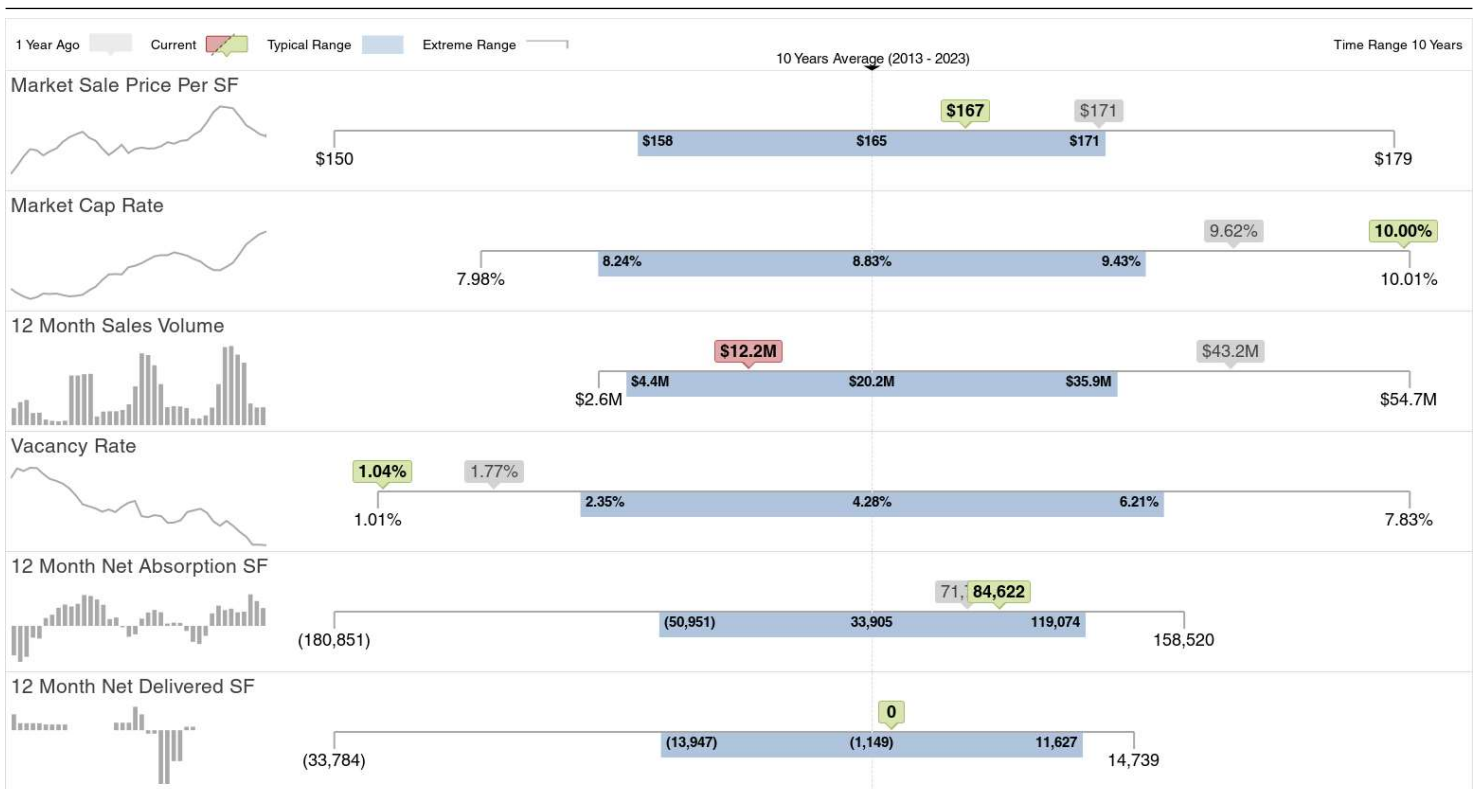 1 Year Ago Current Typical Range Extreme Range Time Range 10 Years
10 Years Average (2013 - 2023)
Market Sale Price Per SF
$167 $171
$158 $165 $171
$150 $179
Market Cap Rate
9.62% 10.00%
8.24% 8.83% 9.43%
7.98% 10.01%
12 Month Sales Volume
$12.2M $43.2M
$4.4M $20.2M $35.9M
$2.6M $54.7M
Vacancy Rate
1.04% 1.77%
2.35% 4.28% 6.21%
1.01% 7.83%
12 Month Net Absorption SF
84,622
(50,951) 33,905 119,074
(180,851) 158,520
12 Month Net Delivered SF
0
(13,947) (1,149) 11,627
(33,784) 14,739